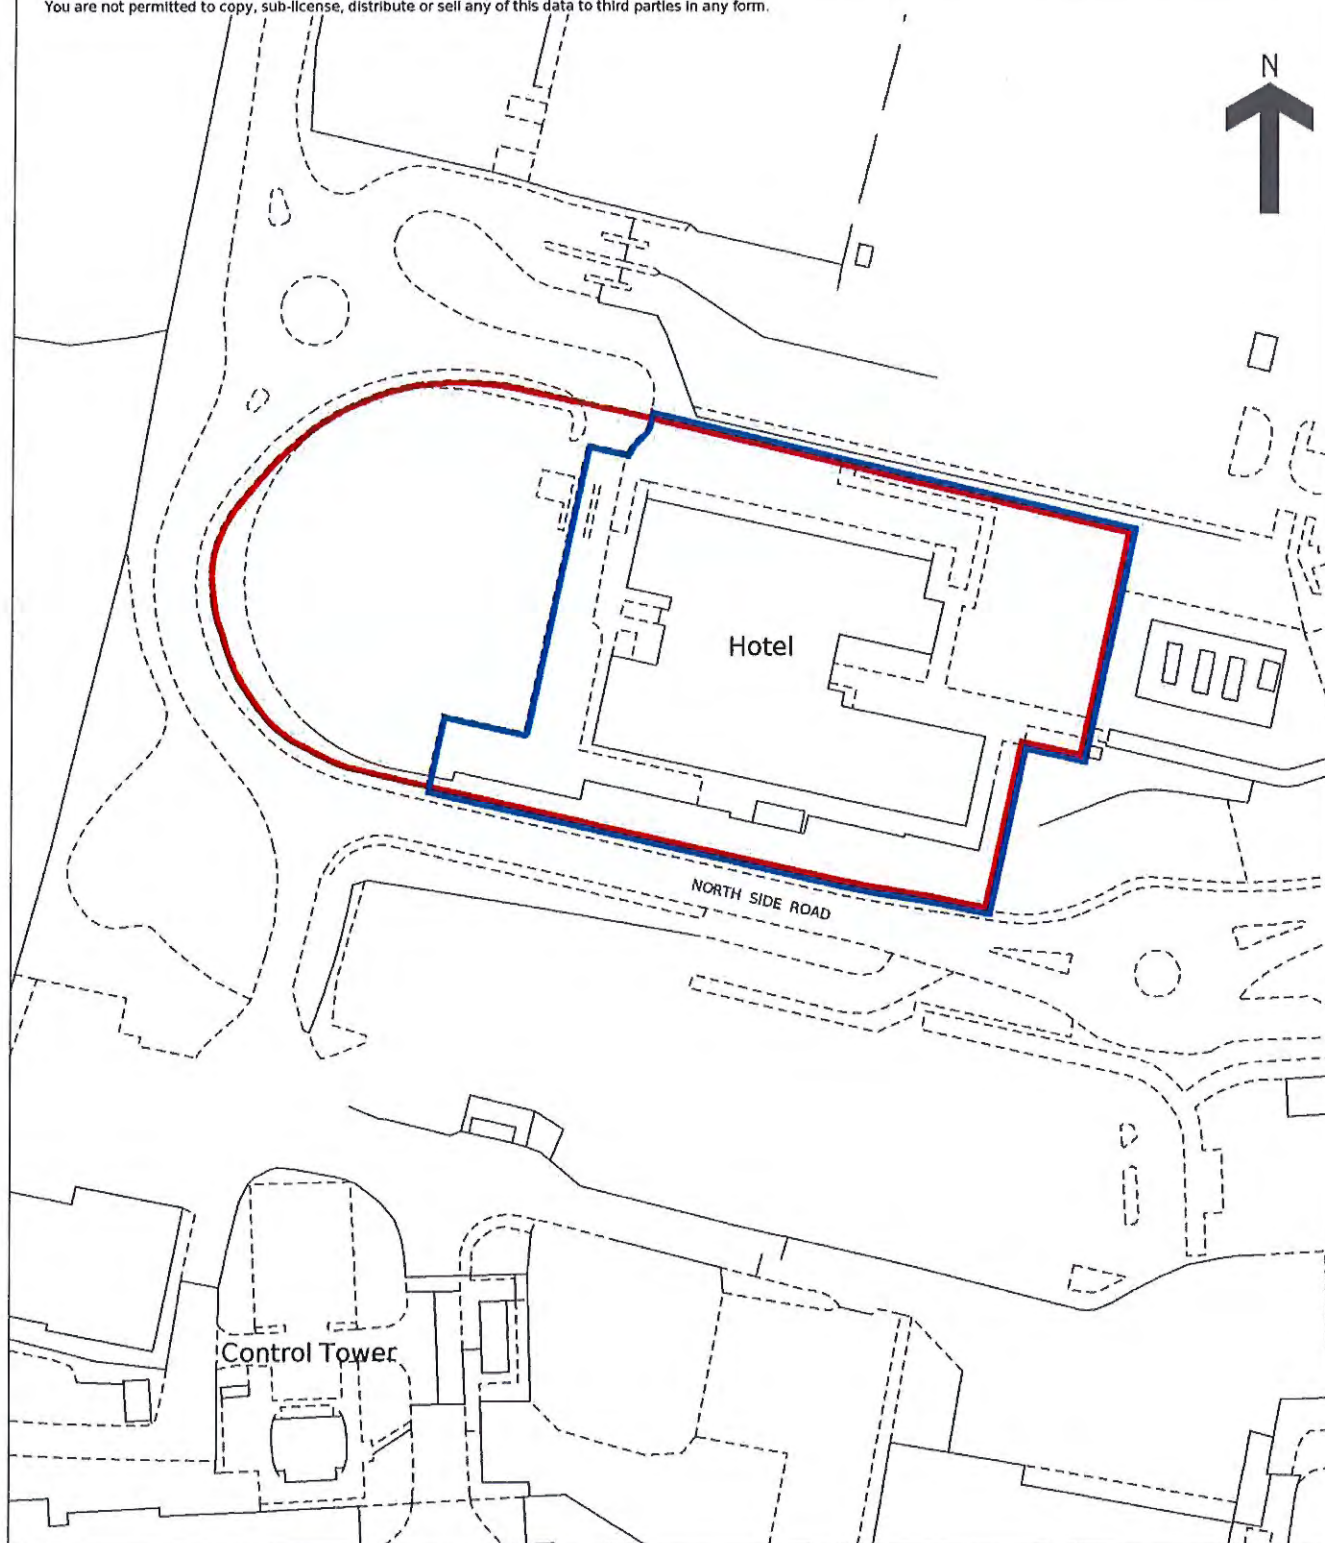 You are not permitted to copy, sub-license, distribute or sell any of this data to third parties in any form.
N
Hotel
NORTH SIDE ROAD
Control Tower